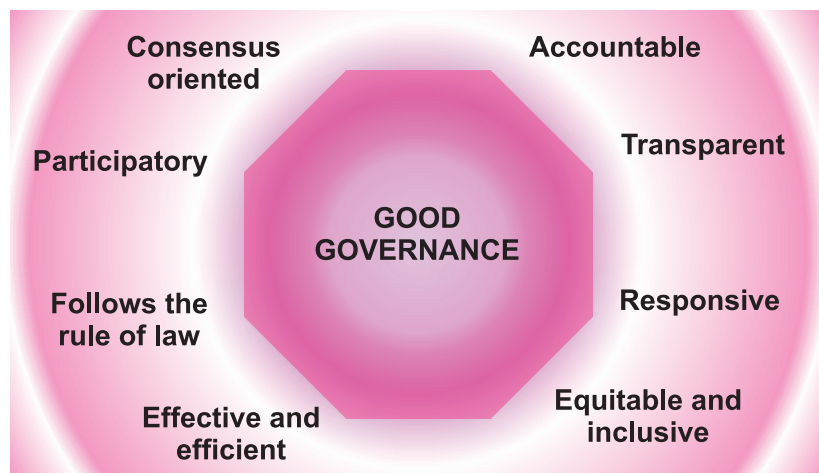 Consensus
oriented
Accountable
Participatory
Transparent
GOOD
GOVERNANCE
Follows the
rule of law
Responsive
Effective and
efficient
Equitable and
inclusive